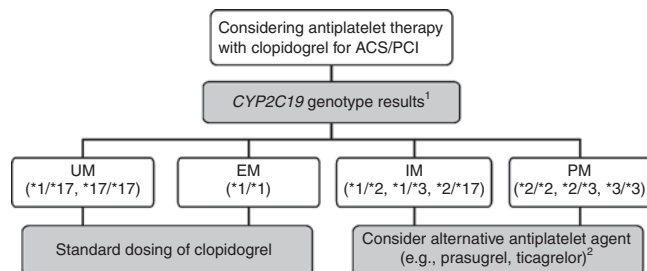 Considering antiplatelet therapy
with clopidogrel for ACS/PCI
CYP2C19 genotype results¹
UM
(*1/*17, *17/*17)
EM
(*1/*1)
IM
(*1/*2, *1/*3, *2/*17)
PM
(*2/*2, *2/*3, *3/*3)
Standard dosing of clopidogrel
Consider alternative antiplatelet agent
(e.g., prasugrel, ticagrelor)²